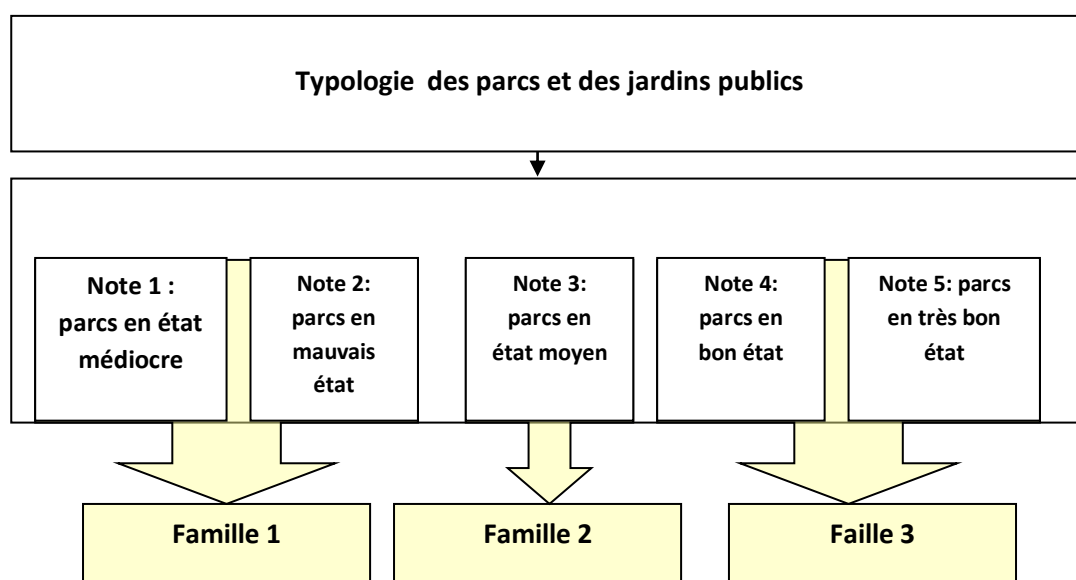 Typologie des parcs et des jardins publics
Note 1 :
parcs en état
médiocre
Note 2:
parcs en
mauvais
état
Note 3:
parcs en
état moyen
Note 4:
parcs en
bon état
Note 5: parcs
en très bon
état
Famille 1
Famille 2
Faille 3